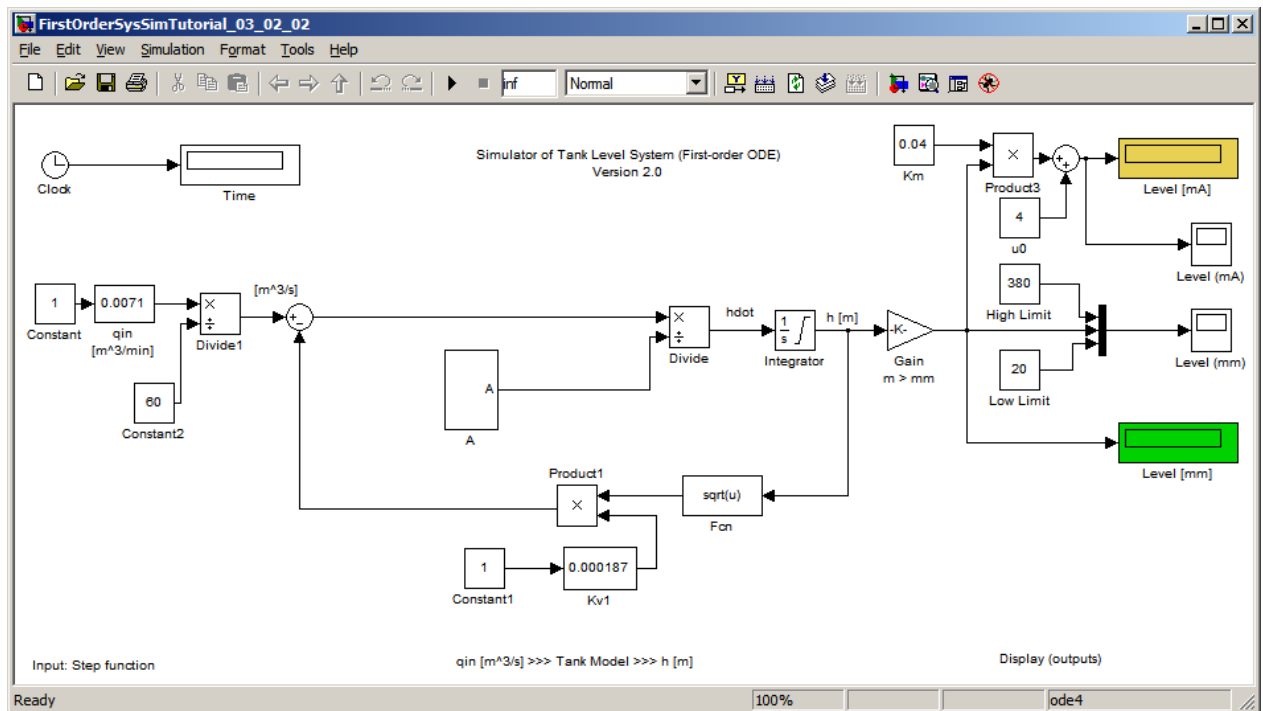 FirstOrderSysSimTutorial_03_02_02
File Edit View Simulation Format Tools Help
inf Normal
Clock
Time
Simulator of Tank Level System (First-order ODE)
Version 2.0
0.04
Km
×
Product3
++
Level [mA]
4
u0
Level (mA)
1
Constant
0.0071
qin
[m^3/min]
×
÷
Divide1
[m^3/s]
+-
60
Constant2
A
A
×
÷
Divide
hdot
1
s
Integrator
h [m]
-K-
Gain
m > mm
380
High Limit
20
Low Limit
Level (mm)
Level [mm]
Product1
×
sqrt(u)
Fcn
1
Constant1
0.000187
Kv1
Input: Step function
qin [m^3/s] >>> Tank Model >>> h [m]
Display (outputs)
Ready 100% ode4